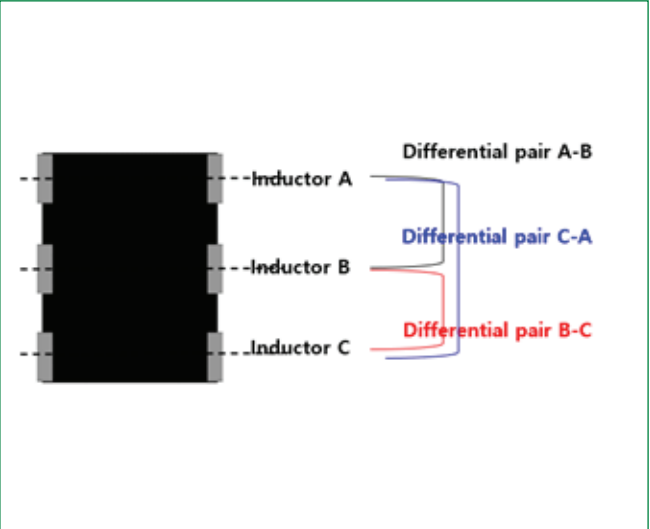 Differential pair A-B
Inductor A
Differential pair C-A
Inductor B
Differential pair B-C
Inductor C